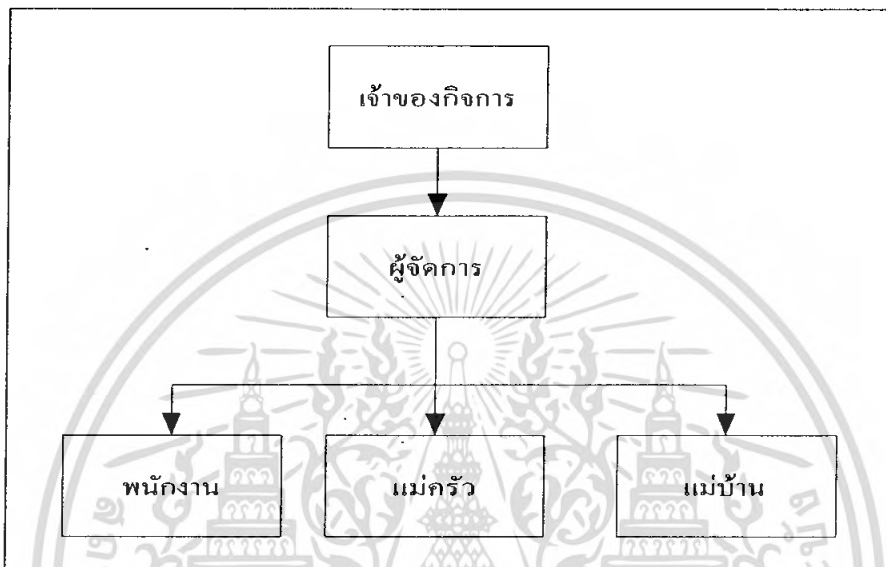 เจ้าของกิจการ
ผู้จัดการ
พนักงาน
แม่ครัว
แม่บ้าน